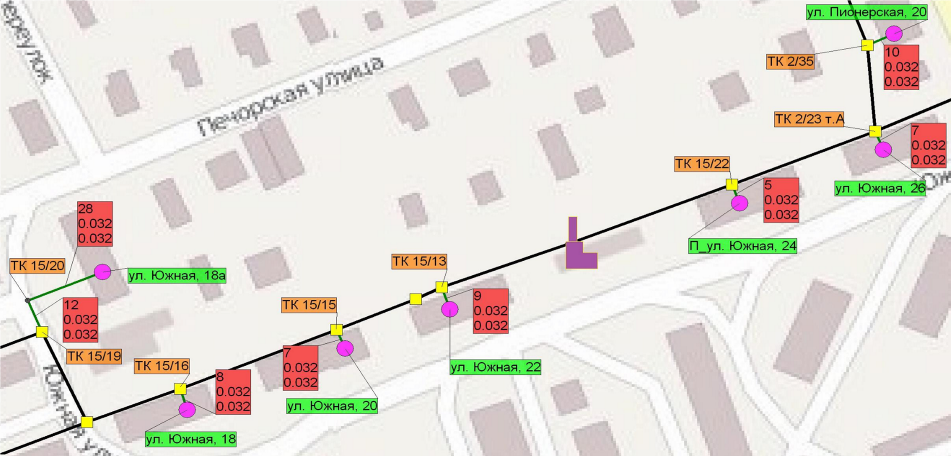 ул. Пионерская, 20
ТК 2/35
10
0.032
0.032
ТК 2/23 т.А
7
0.032
0.032
ул. Южная, 26
Печорская улица
ТК 15/22
5
0.032
0.032
П_ул. Южная, 24
28
0.032
0.032
ТК 15/20
ул. Южная, 18а
12
0.032
0.032
ТК 15/19
ТК 15/13
9
0.032
0.032
ул. Южная, 22
ТК 15/15
7
0.032
0.032
ул. Южная, 20
ТК 15/16
8
0.032
0.032
ул. Южная, 18
Южная ул